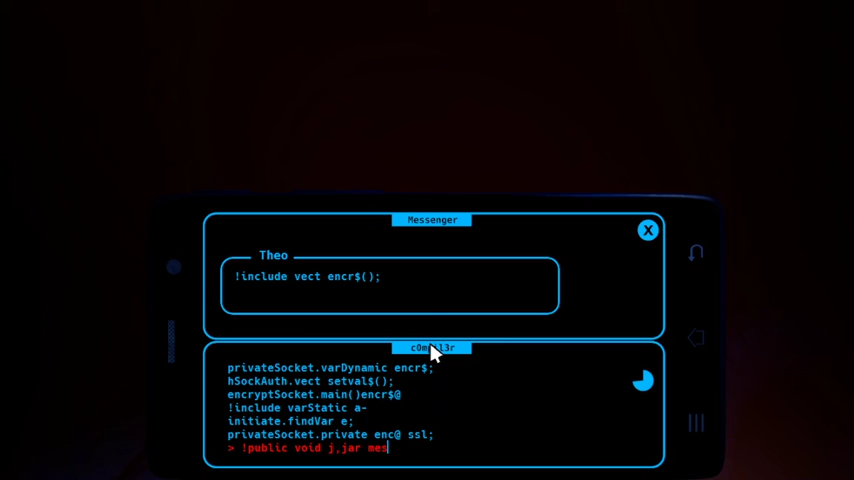 Messenger
X
Theo
!include vect encr$();
privateSocket.varDynamic encr$;
hSockAuth.vect setval$();
encryptSocket.main()encr$@
!include varStatic a-
initiate.findVar e;
privateSocket.private enc@ ssl;
> !public void j,jar mes